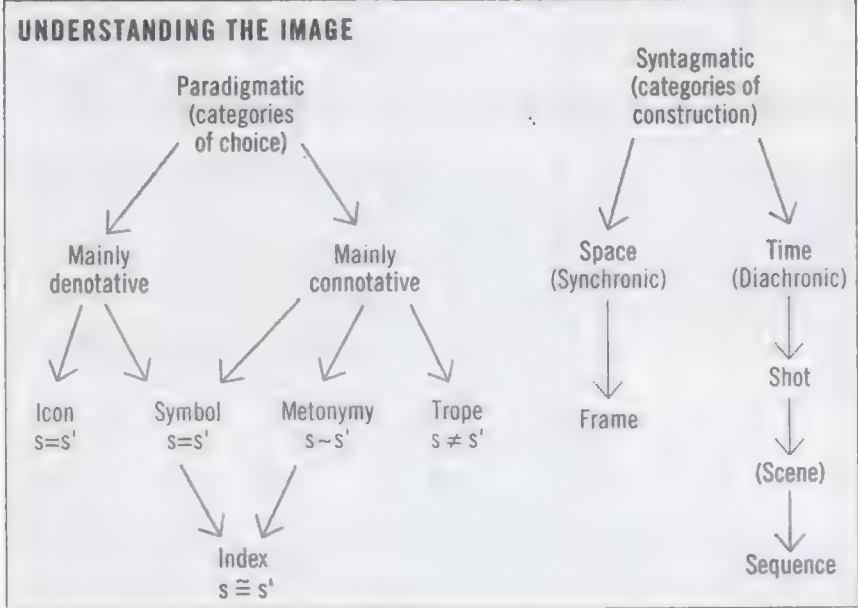 UNDERSTANDING THE IMAGE
Paradigmatic
(categories
of choice)
Mainly
denotative
Mainly
connotative
Icon
s=s'
Symbol
s=s'
Metonymy
s~s'
Trope
s ≠ s'
Index
s ≅ s'
Syntagmatic
(categories of
construction)
Space
(Synchronic)
Time
(Diachronic)
Frame
Shot
(Scene)
Sequence